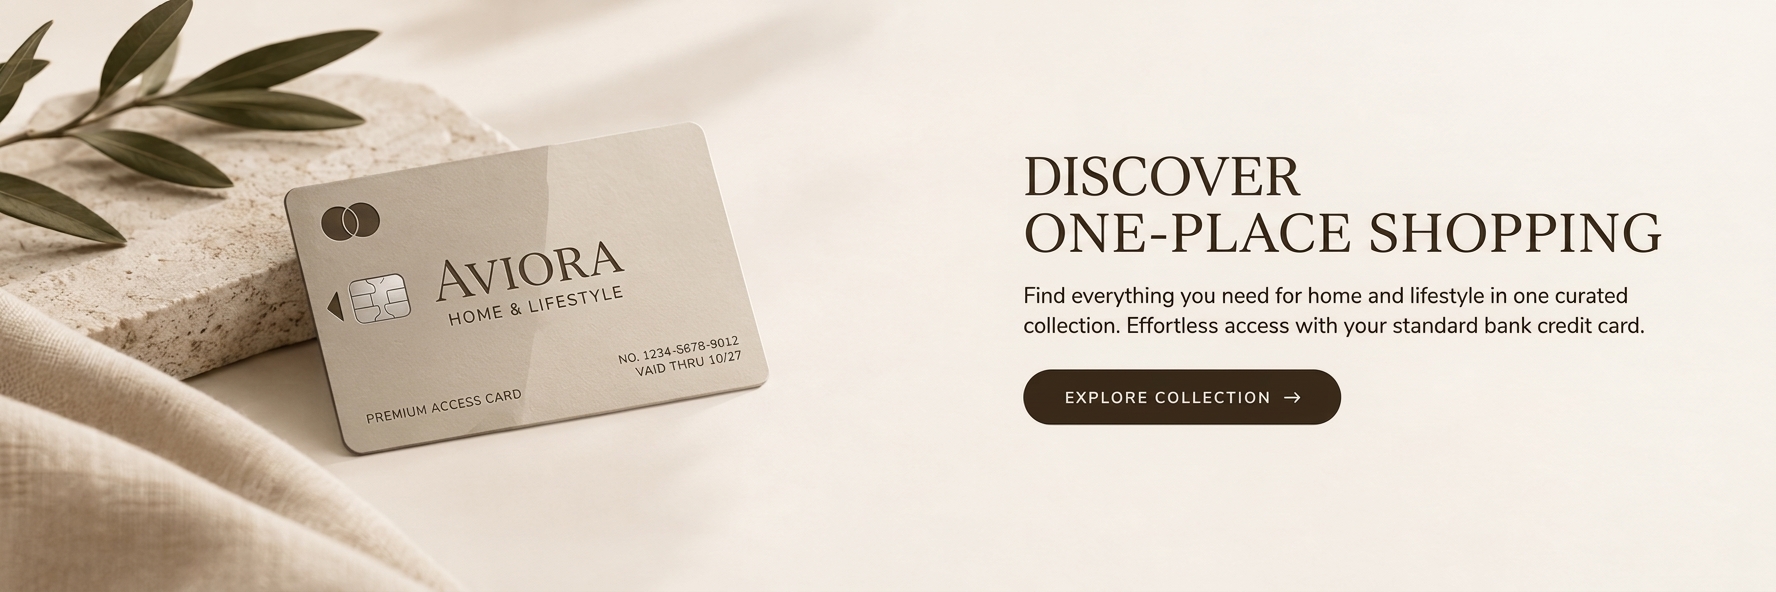 AVIORA
HOME & LIFESTYLE
NO. 1234-5678-9012
VAID THRU 10/27
PREMIUM ACCESS CARD
DISCOVER
ONE-PLACE SHOPPING
Find everything you need for home and lifestyle in one curated
collection. Effortless access with your standard bank credit card.
EXPLORE COLLECTION →